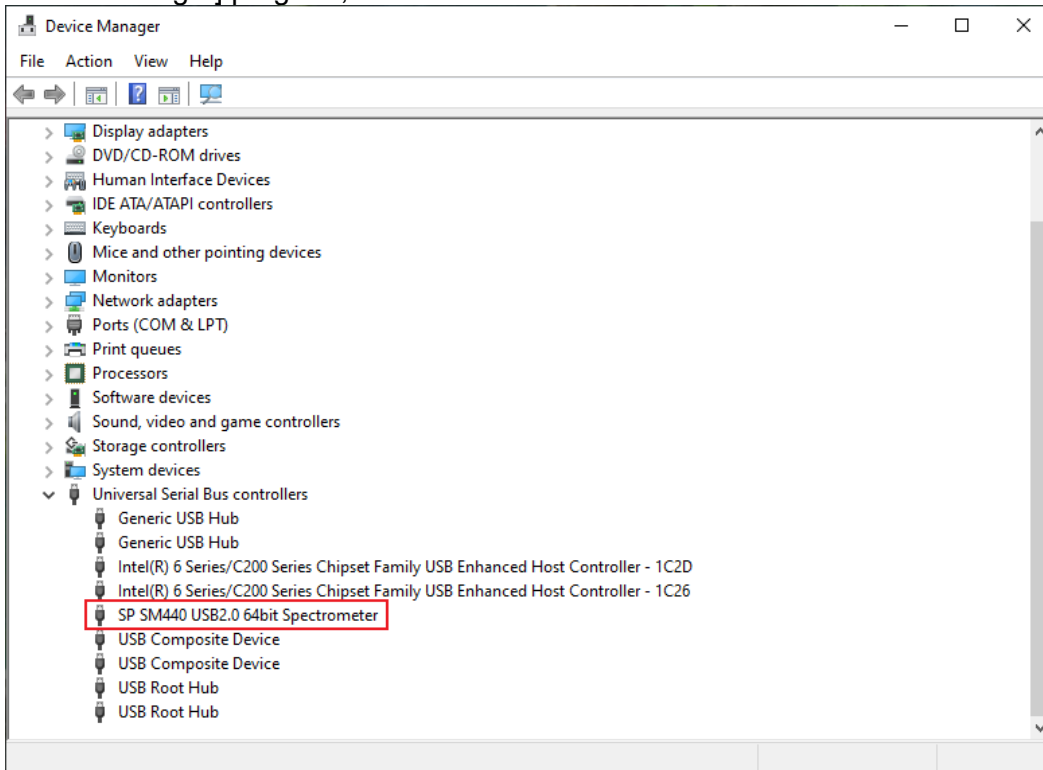 Device Manager
File Action View Help
Display adapters
DVD/CD-ROM drives
Human Interface Devices
IDE ATA/ATAPI controllers
Keyboards
Mice and other pointing devices
Monitors
Network adapters
Ports (COM & LPT)
Print queues
Processors
Software devices
Sound, video and game controllers
Storage controllers
System devices
Universal Serial Bus controllers
Generic USB Hub
Generic USB Hub
Intel(R) 6 Series/C200 Series Chipset Family USB Enhanced Host Controller - 1C2D
Intel(R) 6 Series/C200 Series Chipset Family USB Enhanced Host Controller - 1C26
SP SM440 USB2.0 64bit Spectrometer
USB Composite Device
USB Composite Device
USB Root Hub
USB Root Hub